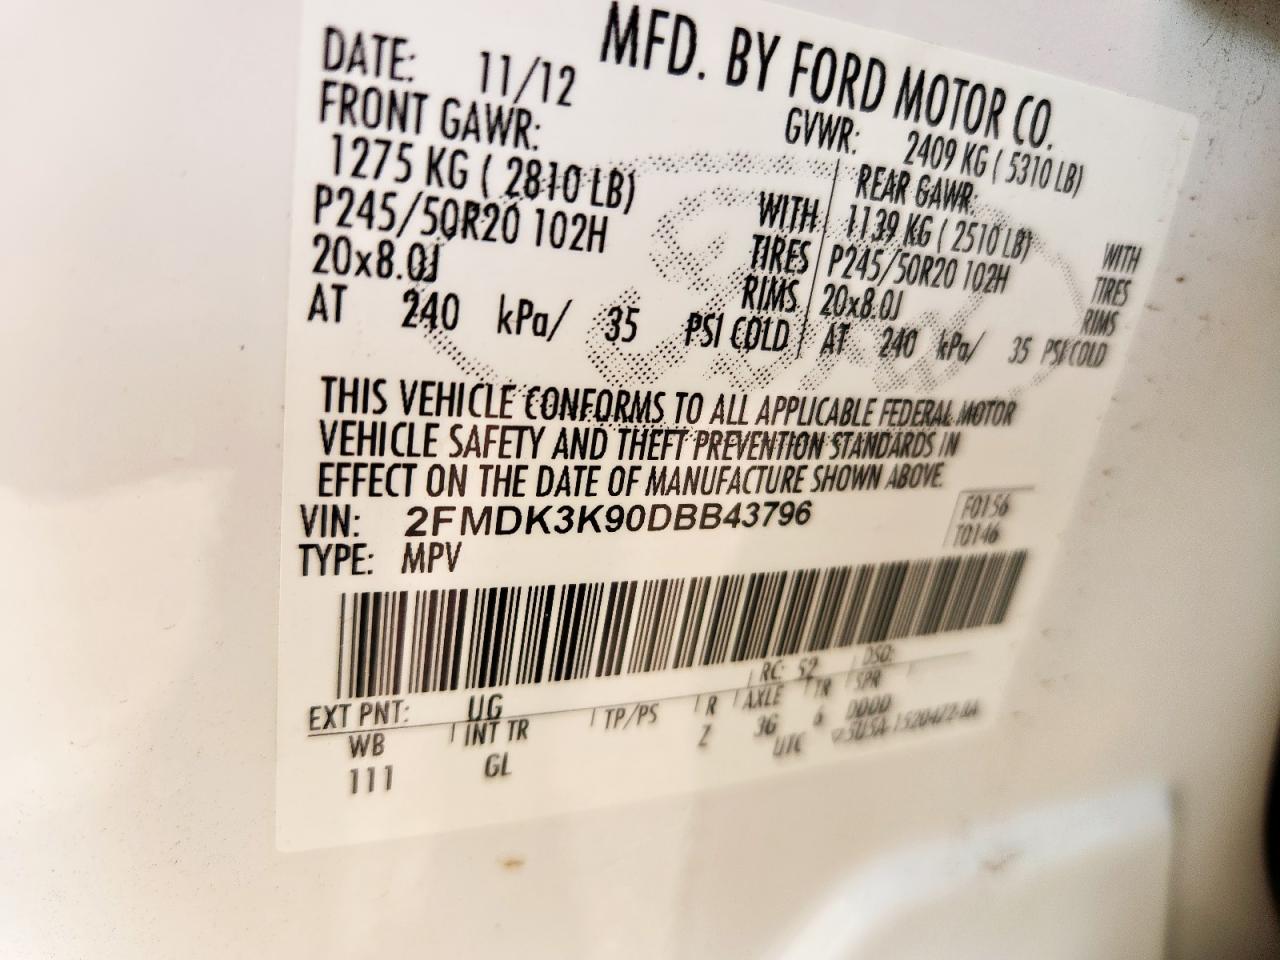 MFD. BY FORD MOTOR CO.
DATE: 11/12 GVWR: 2409 KG ( 5310 LB)
FRONT GAWR: REAR GAWR:
1275 KG ( 2810 LB) WITH 1139 KG ( 2510 LB) WITH
P245/50R20 102H TIRES P245/50R20 102H TIRES
20x8.0J RIMS 20x8.0J RIMS
AT 240 kPa/ 35 PSI COLD AT 240 kPa/ 35 PSI COLD
THIS VEHICLE CONFORMS TO ALL APPLICABLE FEDERAL MOTOR
VEHICLE SAFETY AND THEFT PREVENTION STANDARDS IN
EFFECT ON THE DATE OF MANUFACTURE SHOWN ABOVE.
VIN: 2FMDK3K90DBB43796 F0156
TYPE: MPV T0146
EXT PNT: UG RC: 52 DSO:
WB INT TR TP/PS R AXLE TR SPR
111 GL Z 3G 6 DDDD
UTC